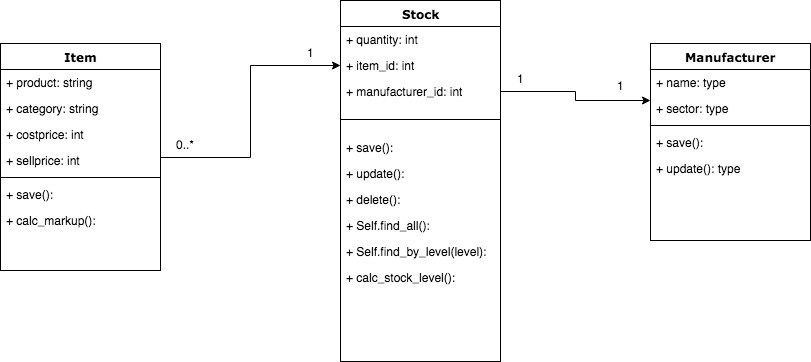 Item
+ product: string
+ category: string
+ costprice: int
+ sellprice: int
+ save():
+ calc_markup():
0..*
1
Stock
+ quantity: int
+ item_id: int
+ manufacturer_id: int
+ save():
+ update():
+ delete():
+ Self.find_all():
+ Self.find_by_level(level):
+ calc_stock_level():
1
1
Manufacturer
+ name: type
+ sector: type
+ save():
+ update(): type